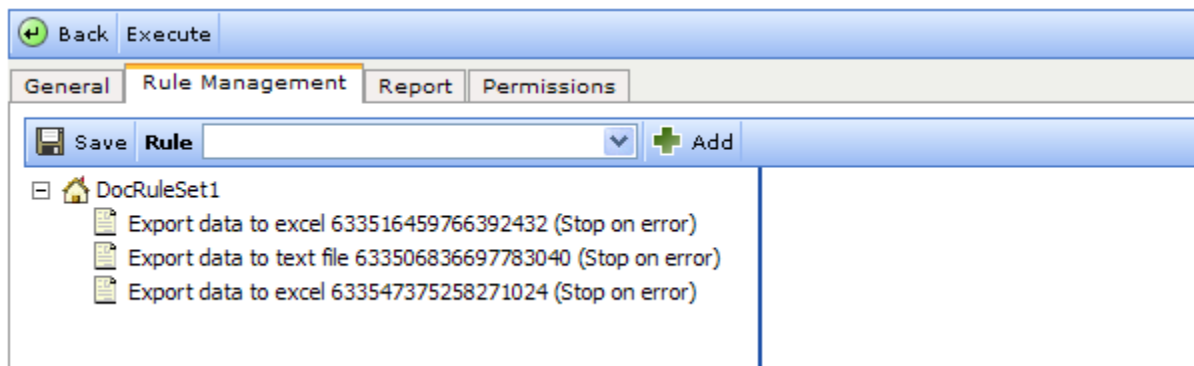 Back Execute
General Rule Management Report Permissions
Save Rule Add
DocRuleSet1
Export data to excel 633516459766392432 (Stop on error)
Export data to text file 633506836697783040 (Stop on error)
Export data to excel 633547375258271024 (Stop on error)